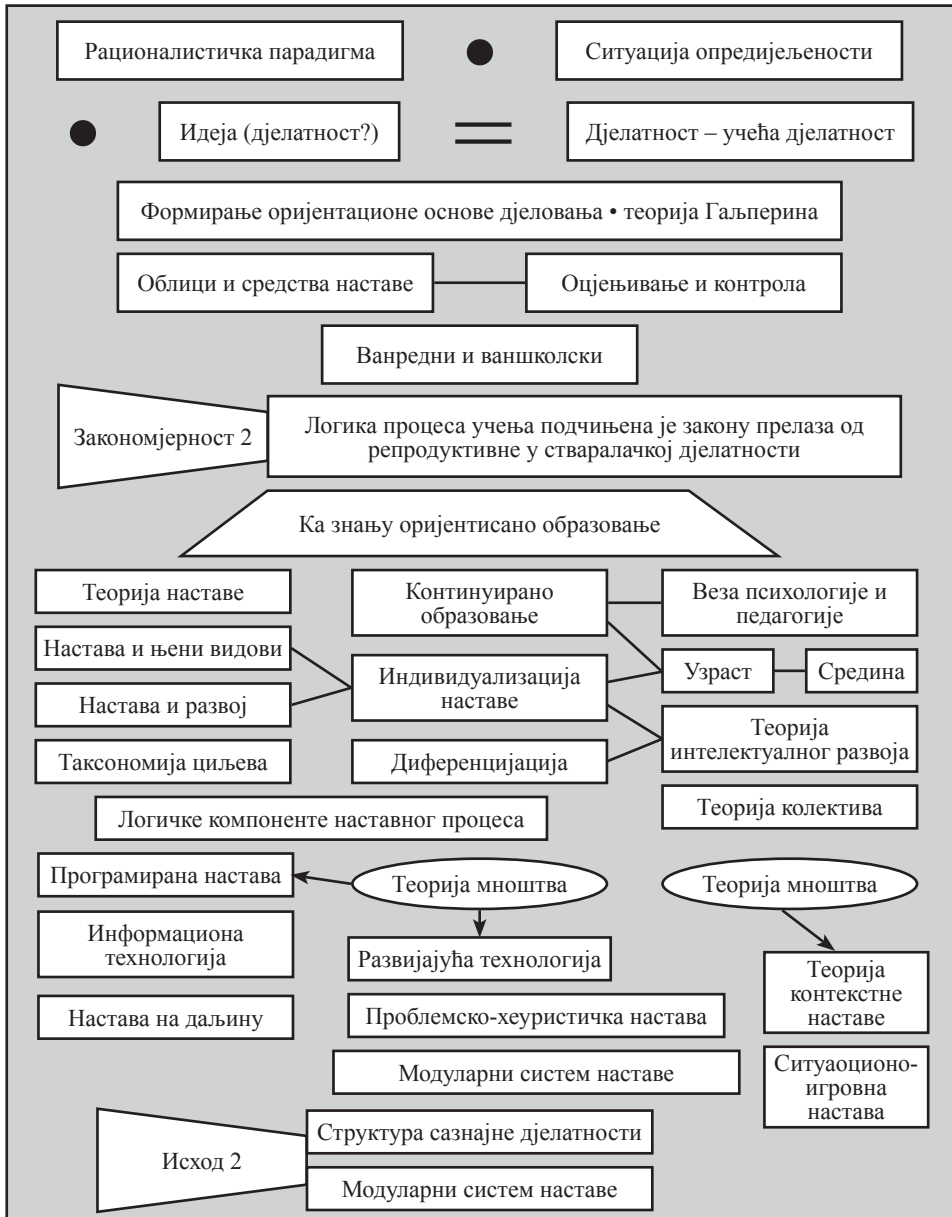 Рационалистичка парадигма
Ситуација опредијељености
Идеја (дјелатност?)
Дјелатност – учећа дјелатност
Формирање оријентационе основе дјеловања • теорија Гаљперина
Облици и средства наставе
Оцјењивање и контрола
Ванредни и ваншколски
Закономјерност 2
Логика процеса учења подчињена је закону прелаза од
репродуктивне у стваралачкој дјелатности
Ка знању оријентисано образовање
Теорија наставе
Настава и њени видови
Настава и развој
Таксономија циљева
Континуирано
образовање
Индивидуализација
наставе
Диференцијација
Веза психологије и
педагогије
Узраст
Средина
Теорија
интелектуалног развоја
Теорија колектива
Логичке компоненте наставног процеса
Програмирана настава
Информациона
технологија
Настава на даљину
Теорија мноштва
Развијајућа технологија
Проблемско-хеуристичка настава
Модуларни систем наставе
Теорија мноштва
Теорија
контекстне
наставе
Ситуаоционо-
игровна
настава
Исход 2
Структура сазнајне дјелатности
Модуларни систем наставе